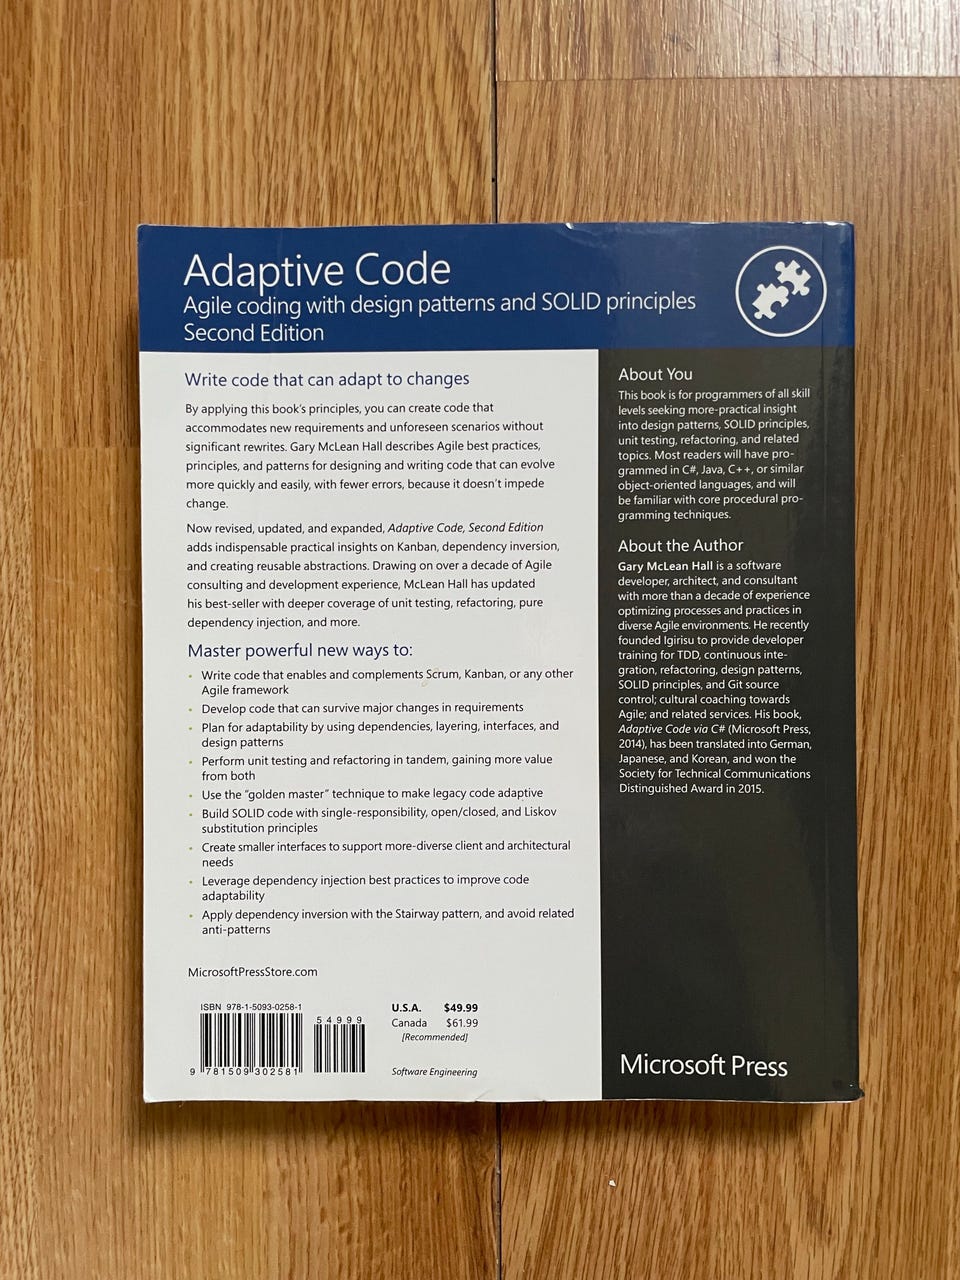 Adaptive Code
Agile coding with design patterns and SOLID principles
Second Edition
Write code that can adapt to changes
By applying this book's principles, you can create code that
accommodates new requirements and unforeseen scenarios without
significant rewrites. Gary McLean Hall describes Agile best practices,
principles, and patterns for designing and writing code that can evolve
more quickly and easily, with fewer errors, because it doesn't impede
change.
Now revised, updated, and expanded, Adaptive Code, Second Edition
adds indispensable practical insights on Kanban, dependency inversion,
and creating reusable abstractions. Drawing on over a decade of Agile
consulting and development experience, McLean Hall has updated
his best-seller with deeper coverage of unit testing, refactoring, pure
dependency injection, and more.
Master powerful new ways to:
• Write code that enables and complements Scrum, Kanban, or any other
Agile framework
• Develop code that can survive major changes in requirements
• Plan for adaptability by using dependencies, layering, interfaces, and
design patterns
• Perform unit testing and refactoring in tandem, gaining more value
from both
• Use the "golden master" technique to make legacy code adaptive
• Build SOLID code with single-responsibility, open/closed, and Liskov
substitution principles
• Create smaller interfaces to support more-diverse client and architectural
needs
• Leverage dependency injection best practices to improve code
adaptability
• Apply dependency inversion with the Stairway pattern, and avoid related
anti-patterns
MicrosoftPressStore.com
ISBN 978-1-5093-0258-1
54999
9 781509 302581
U.S.A. $49.99
Canada $61.99
[Recommended]
Software Engineering
About You
This book is for programmers of all skill
levels seeking more-practical insight
into design patterns, SOLID principles,
unit testing, refactoring, and related
topics. Most readers will have pro-
grammed in C#, Java, C++, or similar
object-oriented languages, and will
be familiar with core procedural pro-
gramming techniques.
About the Author
Gary McLean Hall is a software
developer, architect, and consultant
with more than a decade of experience
optimizing processes and practices in
diverse Agile environments. He recently
founded Igirisu to provide developer
training for TDD, continuous inte-
gration, refactoring, design patterns,
SOLID principles, and Git source
control; cultural coaching towards
Agile; and related services. His book,
Adaptive Code via C# (Microsoft Press,
2014), has been translated into German,
Japanese, and Korean, and won the
Society for Technical Communications
Distinguished Award in 2015.
Microsoft Press